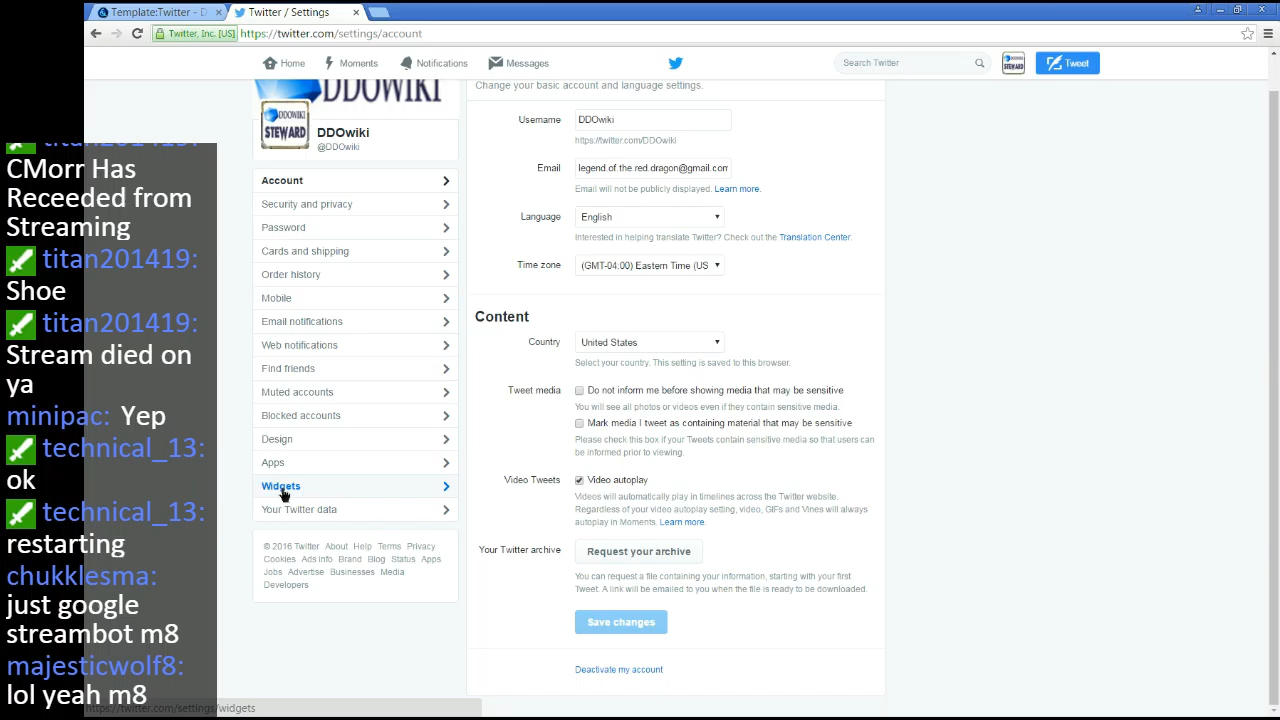 Template:Twitter - D
Twitter / Settings
Twitter, Inc. [US]
https://twitter.com/settings/account
Home
Moments
Notifications
Messages
Search Twitter
Tweet
DDOWIKI
DDOWIKI
STEWARD
DDOwiki
@DDOwiki
Account
Security and privacy
Password
Cards and shipping
Order history
Mobile
Email notifications
Web notifications
Find friends
Muted accounts
Blocked accounts
Design
Apps
Widgets
Your Twitter data
© 2016 Twitter About Help Terms Privacy
Cookies Ads info Brand Blog Status Apps
Jobs Advertise Businesses Media
Developers
Change your basic account and language settings.
Username
DDOwiki
https://twitter.com/DDOwiki
Email
legend.of.the.red.dragon@gmail.com
Email will not be publicly displayed. Learn more.
Language
English
Interested in helping translate Twitter? Check out the Translation Center.
Time zone
(GMT-04:00) Eastern Time (US
Content
Country
United States
Select your country. This setting is saved to this browser.
Tweet media
Do not inform me before showing media that may be sensitive
You will see all photos or videos even if they contain sensitive media.
Mark media I tweet as containing material that may be sensitive
Please check this box if your Tweets contain sensitive media so that users can
be informed prior to viewing.
Video Tweets
Video autoplay
Videos will automatically play in timelines across the Twitter website.
Regardless of your video autoplay setting, video, GIFs and Vines will always
autoplay in Moments. Learn more.
Your Twitter archive
Request your archive
You can request a file containing your information, starting with your first
Tweet. A link will be emailed to you when the file is ready to be downloaded.
Save changes
Deactivate my account
https://twitter.com/settings/widgets
titan201419:
CMorr Has
Receeded from
Streaming
titan201419:
Shoe
titan201419:
Stream died on
ya
minipac: Yep
technical_13:
ok
technical_13:
restarting
chukklesma:
just google
streambot m8
majesticwolf8:
lol yeah m8